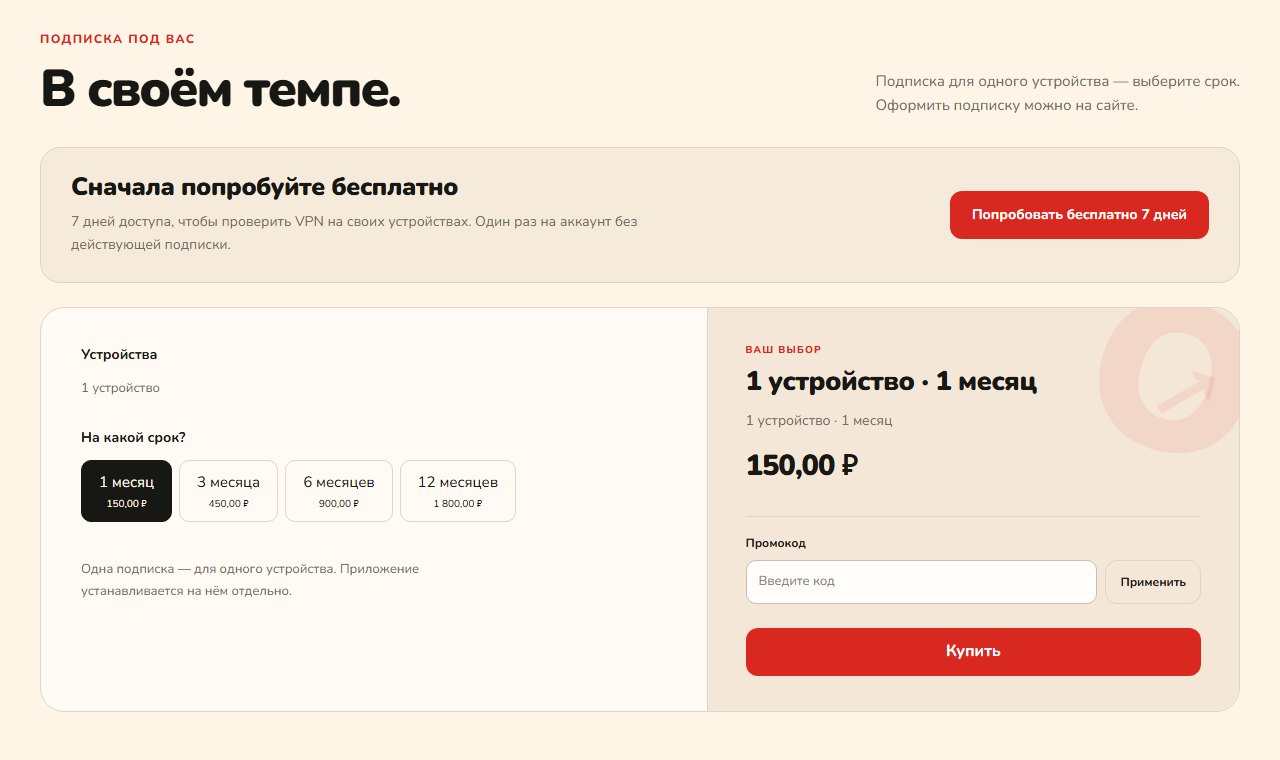 ПОДПИСКА ПОД ВАС
В своём темпе.
Подписка для одного устройства — выберите срок.
Оформить подписку можно на сайте.
Сначала попробуйте бесплатно
7 дней доступа, чтобы проверить VPN на своих устройствах. Один раз на аккаунт без
действующей подписки.
Попробовать бесплатно 7 дней
Устройства
1 устройство
На какой срок?
1 месяц
150,00 ₽
3 месяца
450,00 ₽
6 месяцев
900,00 ₽
12 месяцев
1 800,00 ₽
Одна подписка — для одного устройства. Приложение
устанавливается на нём отдельно.
ВАШ ВЫБОР
1 устройство · 1 месяц
1 устройство · 1 месяц
150,00 ₽
Промокод
Введите код
Применить
Купить